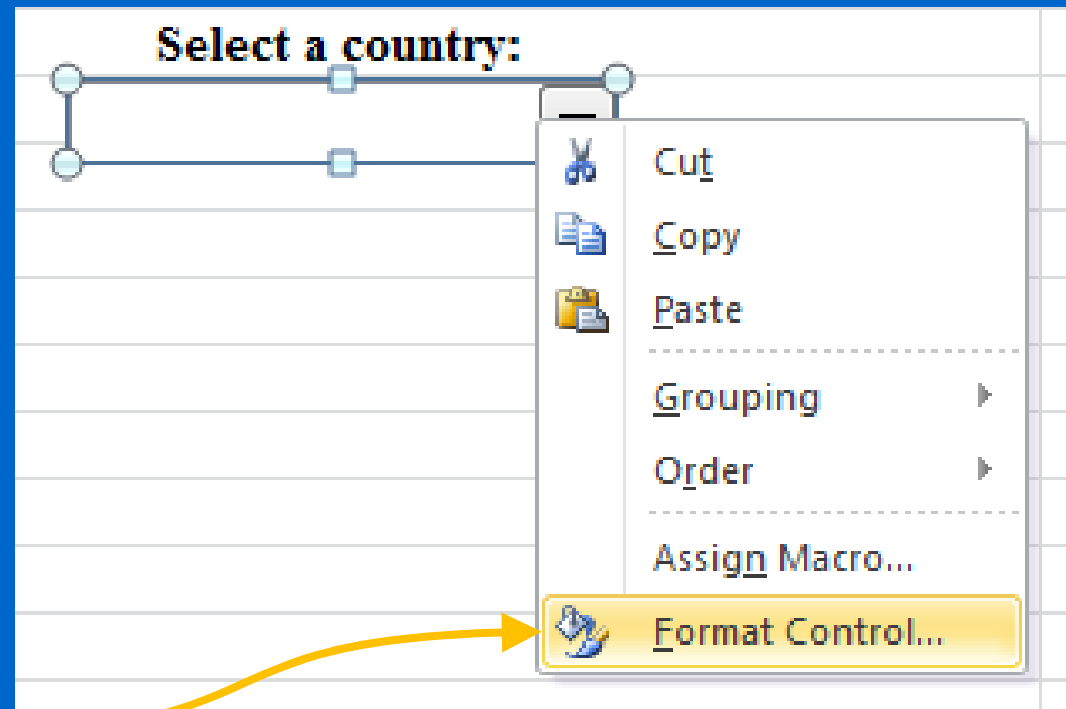 Select a country:
Cut
Copy
Paste
Grouping
Order
Assign Macro...
Format Control...